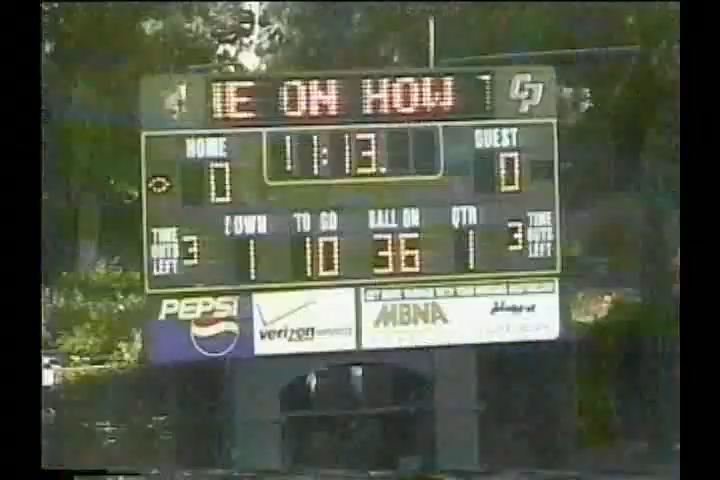 IE ON HOW
CP
HOME 11:13 GUEST
0 0
DOWN TO GO BALL ON QTR
TIME OUTS LEFT 3 1 10 36 1 3 TIME OUTS LEFT
PEPSI
verizon
MBNA